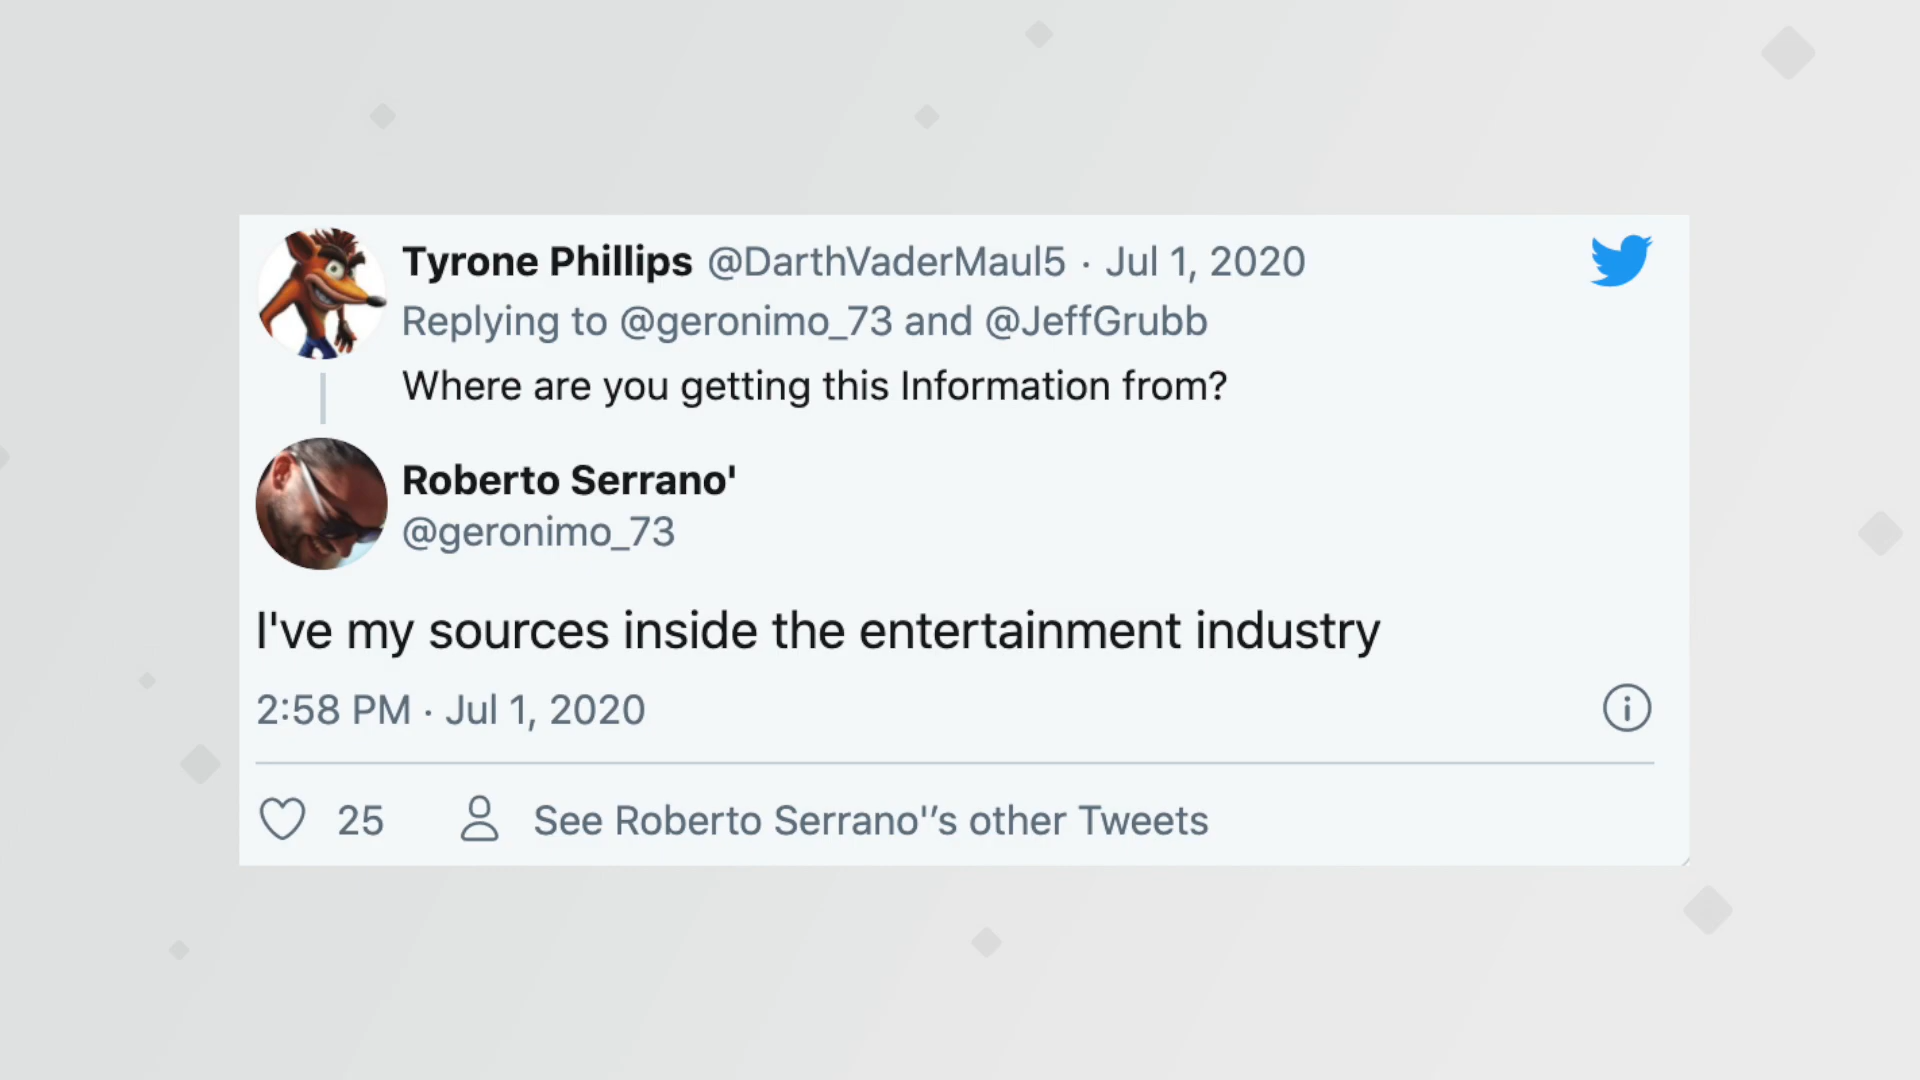 Tyrone Phillips @DarthVaderMaul5 · Jul 1, 2020
Replying to @geronimo_73 and @JeffGrubb
Where are you getting this Information from?
Roberto Serrano'
@geronimo_73
I've my sources inside the entertainment industry
2:58 PM · Jul 1, 2020
25 See Roberto Serrano'’s other Tweets